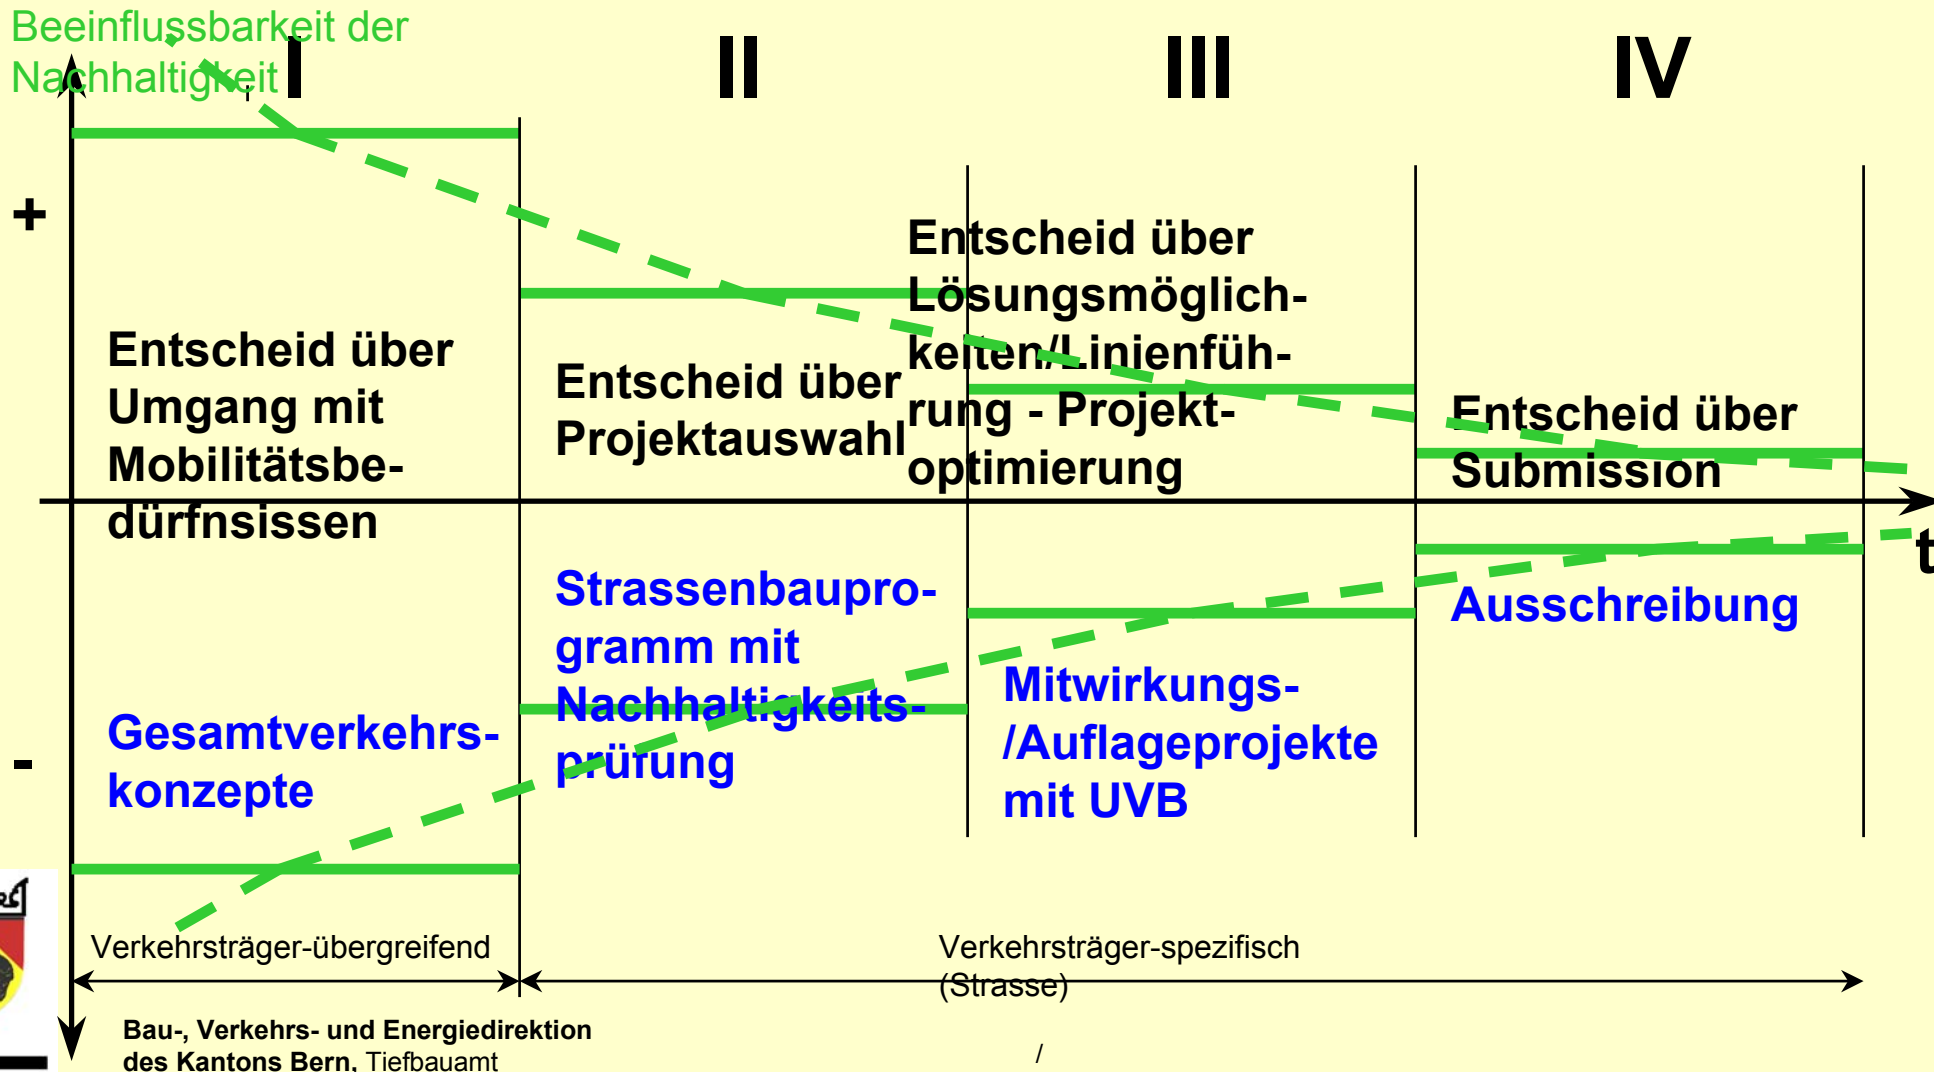 Beeinflussbarkeit der
Nachhaltigkeit
I
II
III
IV
+
Entscheid über
Umgang mit
Mobilitätsbe-
dürfnsissen
Entscheid über
Projektauswahl
Entscheid über
Lösungsmöglich-
keiten/Linienfüh-
rung - Projekt-
optimierung
Entscheid über
Submission
t
-
Gesamtverkehrs-
konzepte
Strassenbaupro-
gramm mit
Nachhaltigkeits-
prüfung
Mitwirkungs-
/Auflageprojekte
mit UVB
Ausschreibung
Verkehrsträger-übergreifend
Verkehrsträger-spezifisch
(Strasse)
Bau-, Verkehrs- und Energiedirektion
des Kantons Bern, Tiefbauamt
/